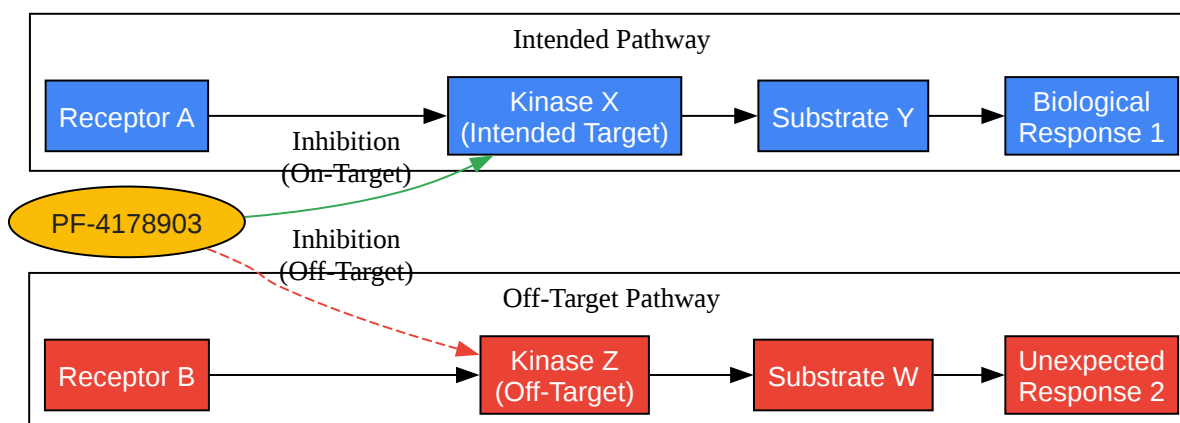 Intended Pathway
Receptor A
Kinase X
(Intended Target)
Substrate Y
Biological
Response 1
Inhibition
(On-Target)
PF-4178903
Inhibition
(Off-Target)
Off-Target Pathway
Receptor B
Kinase Z
(Off-Target)
Substrate W
Unexpected
Response 2